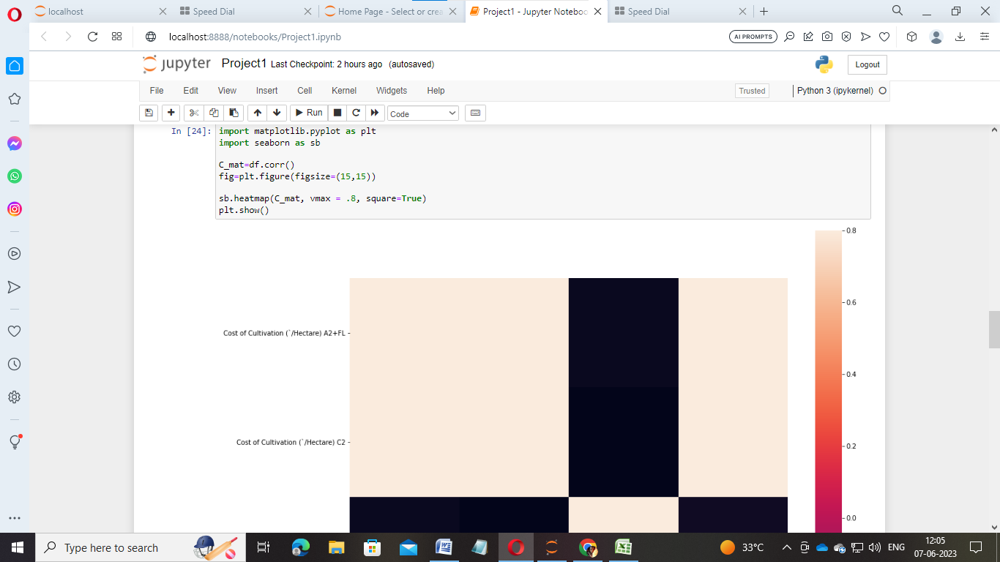 localhost
Speed Dial
Home Page - Select or crea
Project1 - Jupyter Noteboo
Speed Dial
localhost:8888/notebooks/Project1.ipynb
AI PROMPTS
jupyter Project1 Last Checkpoint: 2 hours ago (autosaved)
Logout
File Edit View Insert Cell Kernel Widgets Help
Trusted
Python 3 (ipykernel)
Run
Code
In [24]:
import matplotlib.pyplot as plt
import seaborn as sb
C_mat=df.corr()
fig=plt.figure(figsize=(15,15))
sb.heatmap(C_mat, vmax = .8, square=True)
plt.show()
0.8
0.6
Cost of Cultivation (`/Hectare) A2+FL
0.4
Cost of Cultivation (`/Hectare) C2
0.2
0.0
Type here to search
33°C
ENG
12:05
07-06-2023